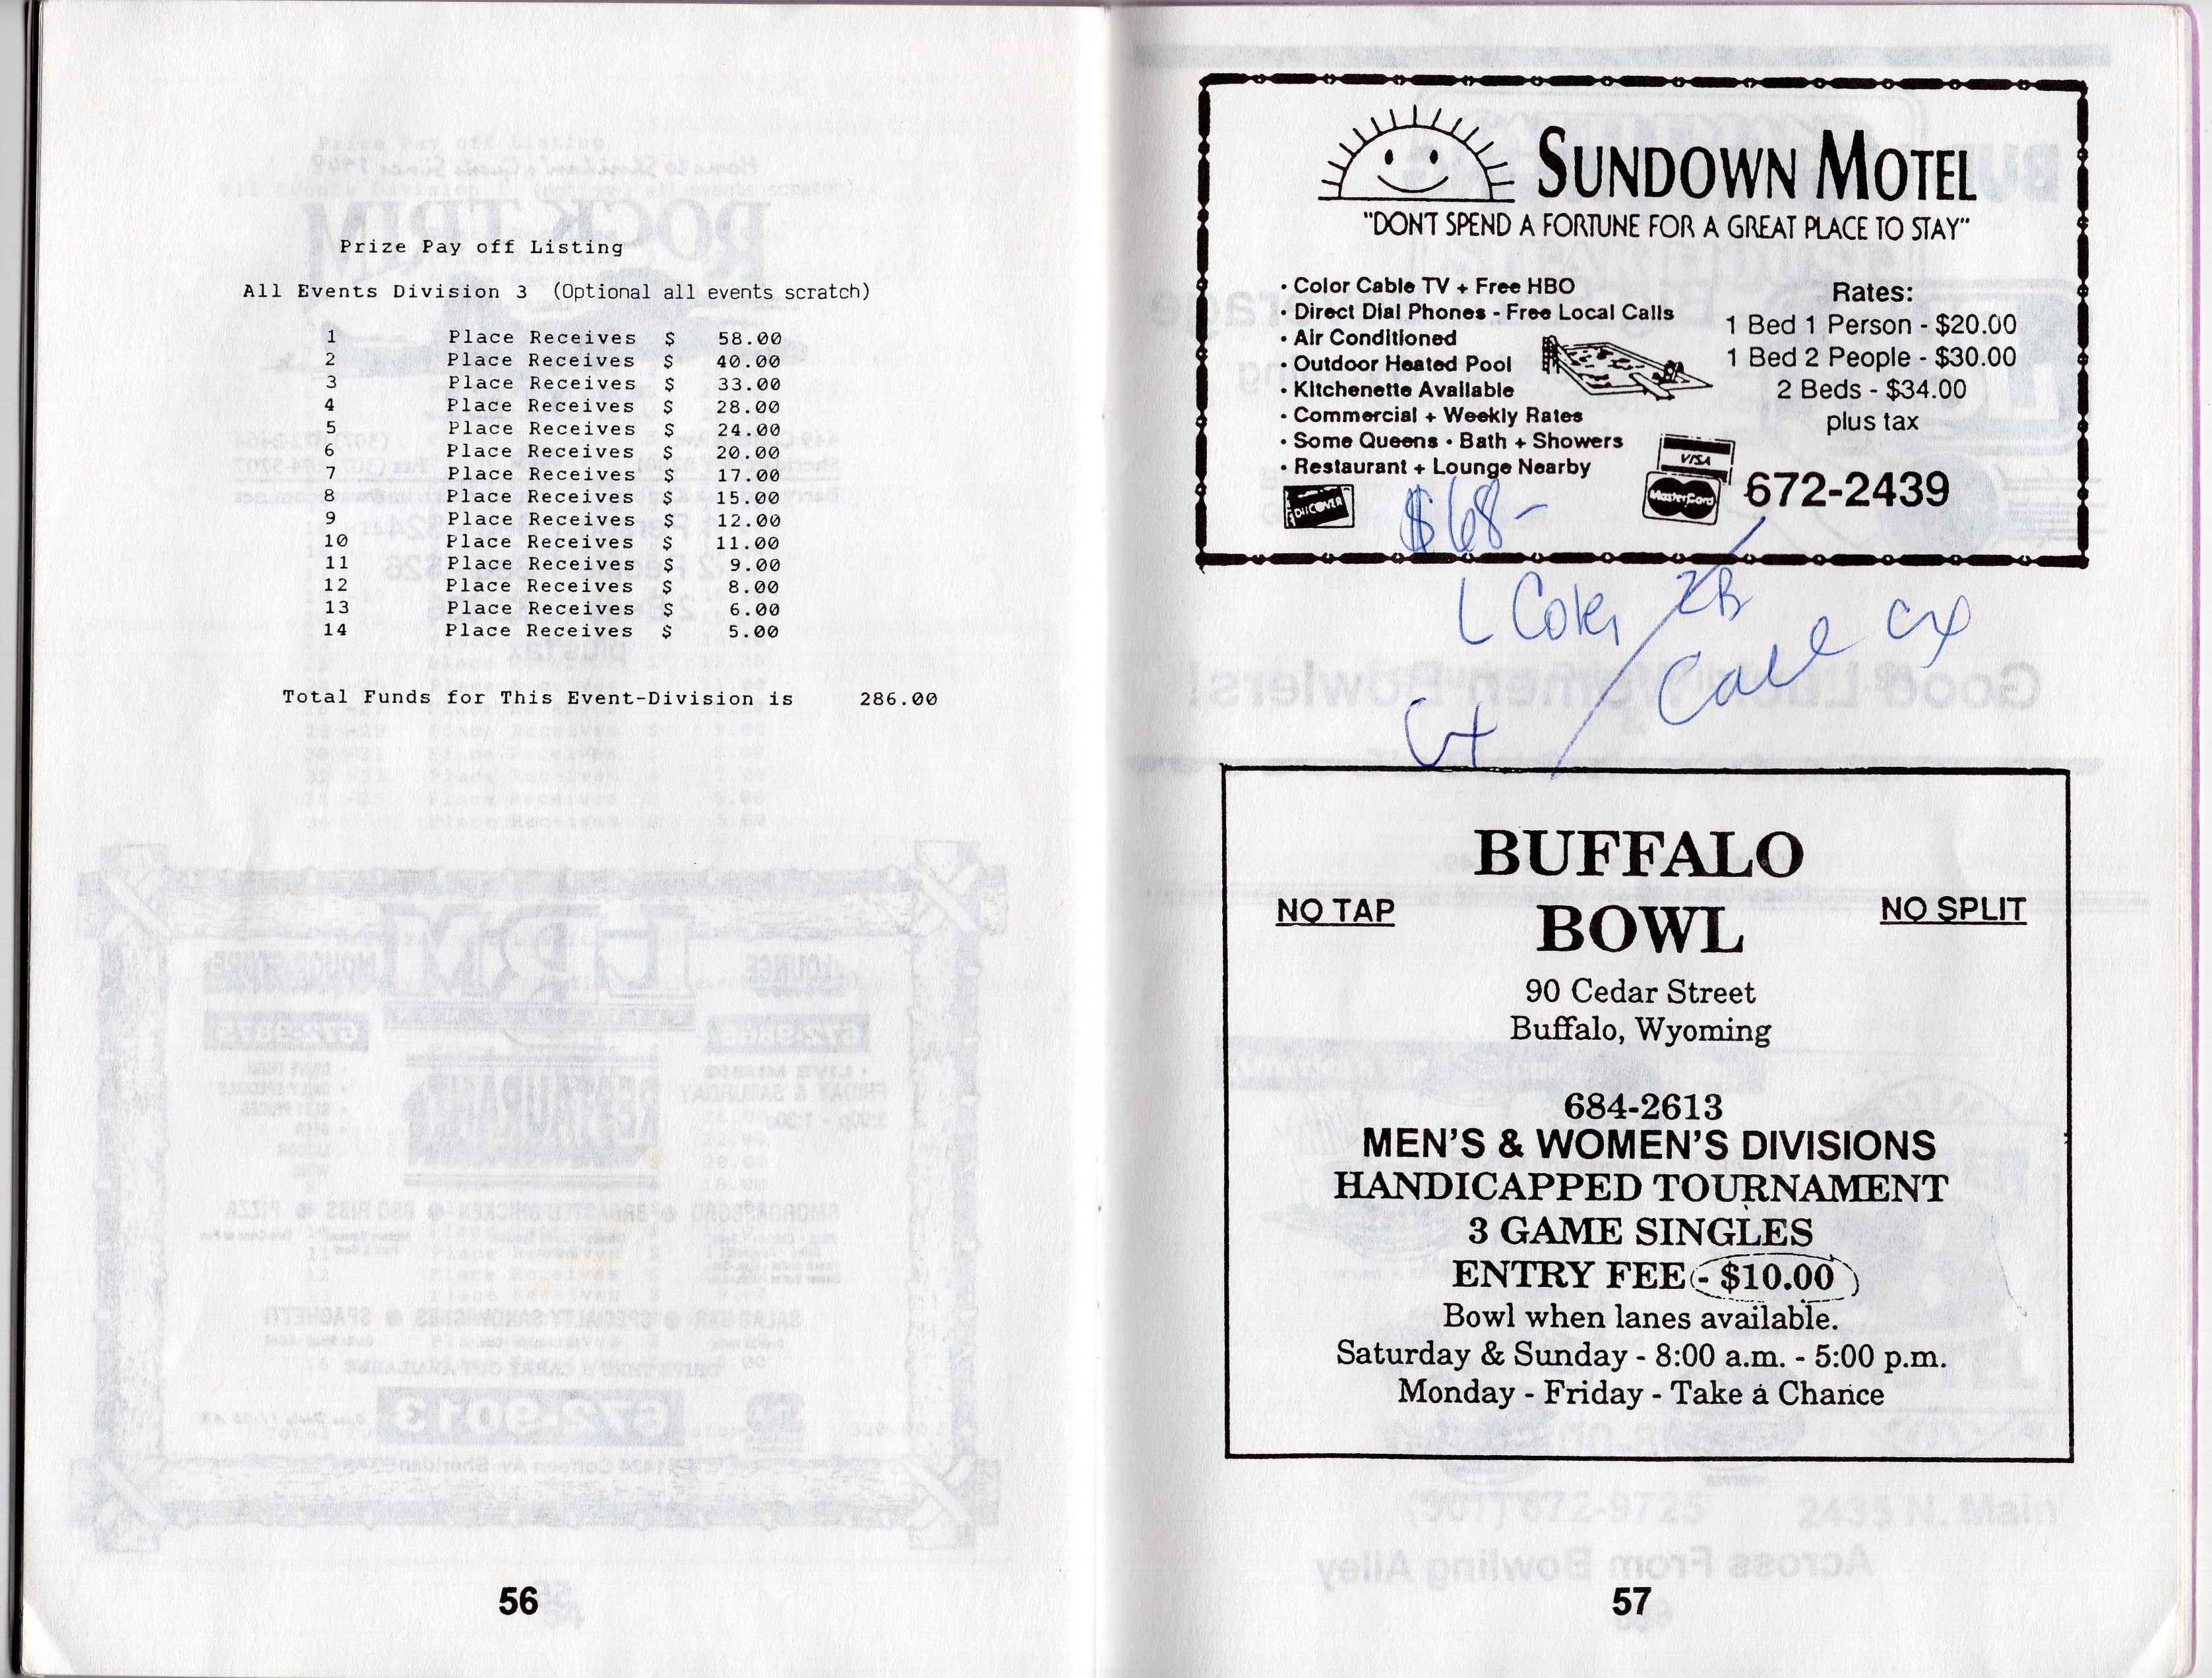 Prize Pay off Listing
All Events Division 3 (Optional all events scratch)
1 Place Receives $ 58.00
2 Place Receives $ 40.00
3 Place Receives $ 33.00
4 Place Receives $ 28.00
5 Place Receives $ 24.00
6 Place Receives $ 20.00
7 Place Receives $ 17.00
8 Place Receives $ 15.00
9 Place Receives $ 12.00
10 Place Receives $ 11.00
11 Place Receives $ 9.00
12 Place Receives $ 8.00
13 Place Receives $ 6.00
14 Place Receives $ 5.00
Total Funds for This Event-Division is 286.00
56
SUNDOWN MOTEL
"DON'T SPEND A FORTUNE FOR A GREAT PLACE TO STAY"
• Color Cable TV + Free HBO
• Direct Dial Phones - Free Local Calls
• Air Conditioned
• Outdoor Heated Pool
• Kitchenette Available
• Commercial + Weekly Rates
• Some Queens • Bath + Showers
• Restaurant + Lounge Nearby
Rates:
1 Bed 1 Person - $20.00
1 Bed 2 People - $30.00
2 Beds - $34.00
plus tax
DISCOVER
VISA
MasterCard
672-2439
$68-
BUFFALO
BOWL
NO TAP
NO SPLIT
90 Cedar Street
Buffalo, Wyoming
684-2613
MEN'S & WOMEN'S DIVISIONS
HANDICAPPED TOURNAMENT
3 GAME SINGLES
ENTRY FEE - $10.00
Bowl when lanes available.
Saturday & Sunday - 8:00 a.m. - 5:00 p.m.
Monday - Friday - Take a Chance
57